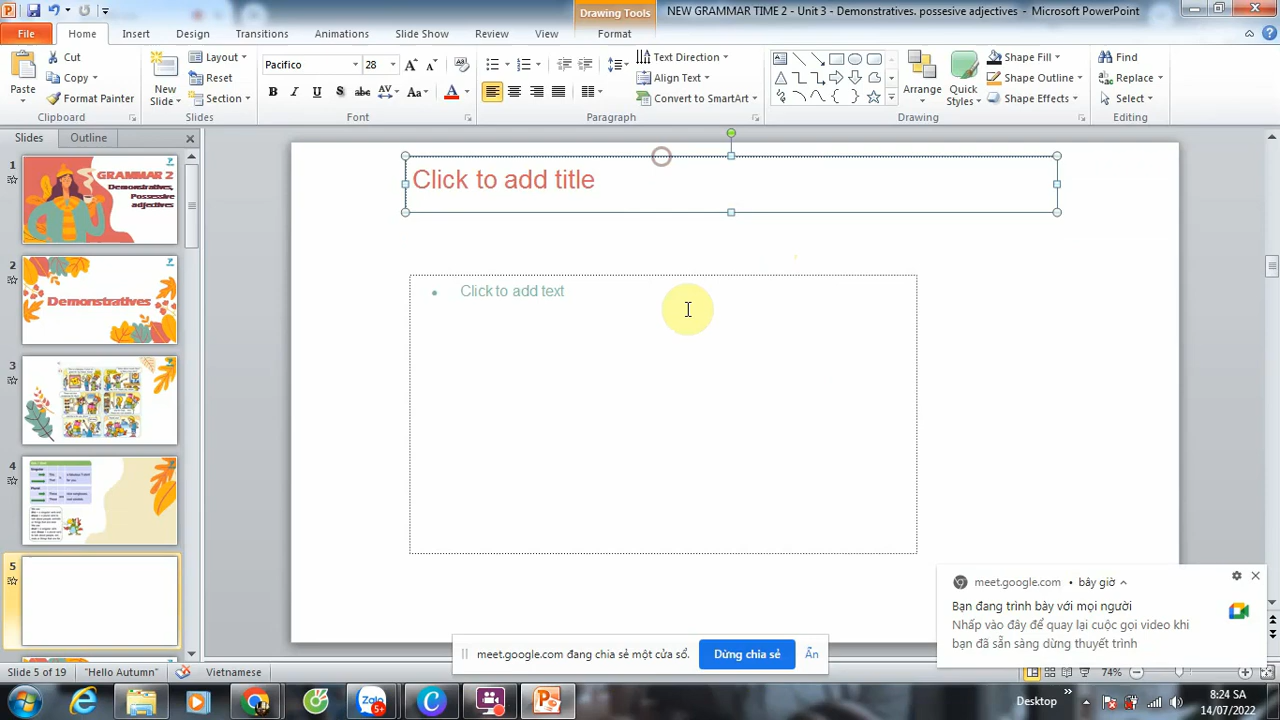 Drawing Tools
NEW GRAMMAR TIME 2 - Unit 3 - Demonstratives, possesive adjectives - Microsoft PowerPoint
File Home Insert Design Transitions Animations Slide Show Review View Format
Paste
Cut
Copy
Format Painter
Clipboard
New Slide
Layout
Reset
Section
Slides
Pacifico 28
Font
Text Direction
Align Text
Convert to SmartArt
Paragraph
Arrange
Quick Styles
Shape Fill
Shape Outline
Shape Effects
Drawing
Find
Replace
Select
Editing
Slides Outline
1
GRAMMAR 2
Demonstratives,
Possessive
adjectives
2
Demonstratives
3
4
5
Click to add title
Click to add text
meet.google.com • bây giờ
Bạn đang trình bày với mọi người
Nhấp vào đây để quay lại cuộc gọi video khi
bạn đã sẵn sàng dừng thuyết trình
meet.google.com đang chia sẻ một cửa sổ.
Dừng chia sẻ
Ẩn
Slide 5 of 19
"Hello Autumn"
Vietnamese
74%
Zalo
5+
Desktop
8:24 SA
14/07/2022